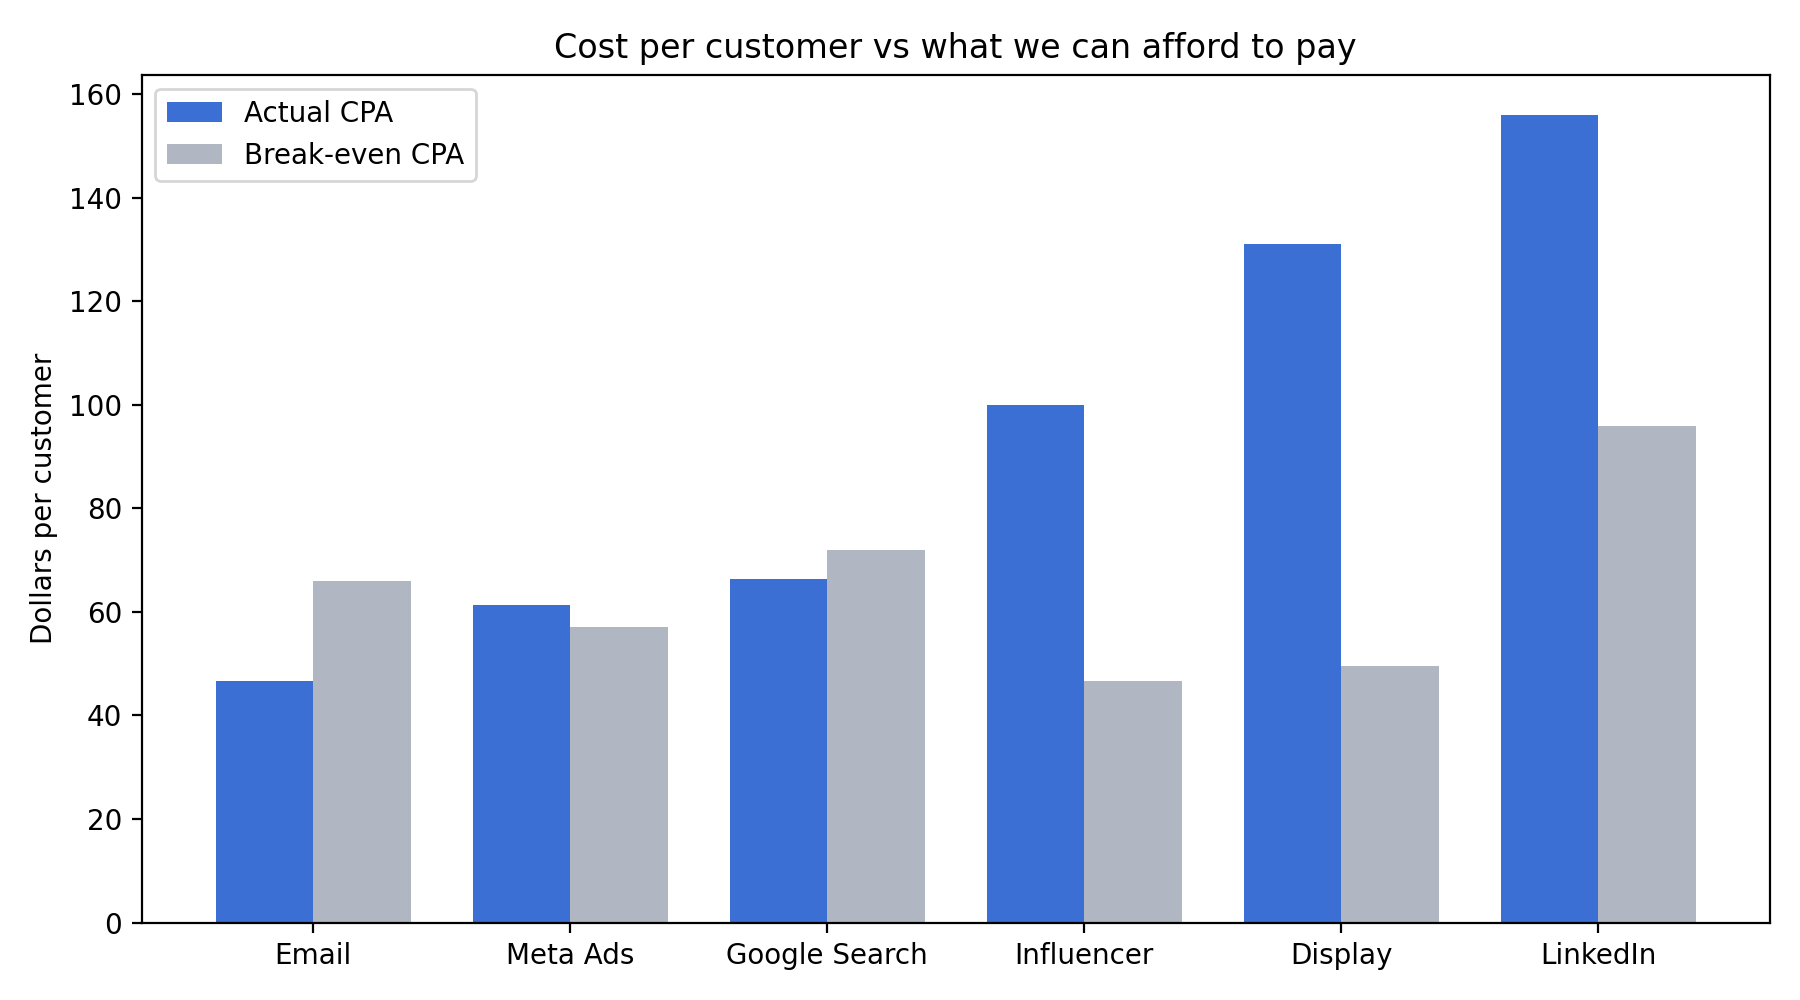 Cost per customer vs what we can afford to pay
Actual CPA
Break-even CPA
Dollars per customer
160
140
120
100
80
60
40
20
0
Email
Meta Ads
Google Search
Influencer
Display
LinkedIn